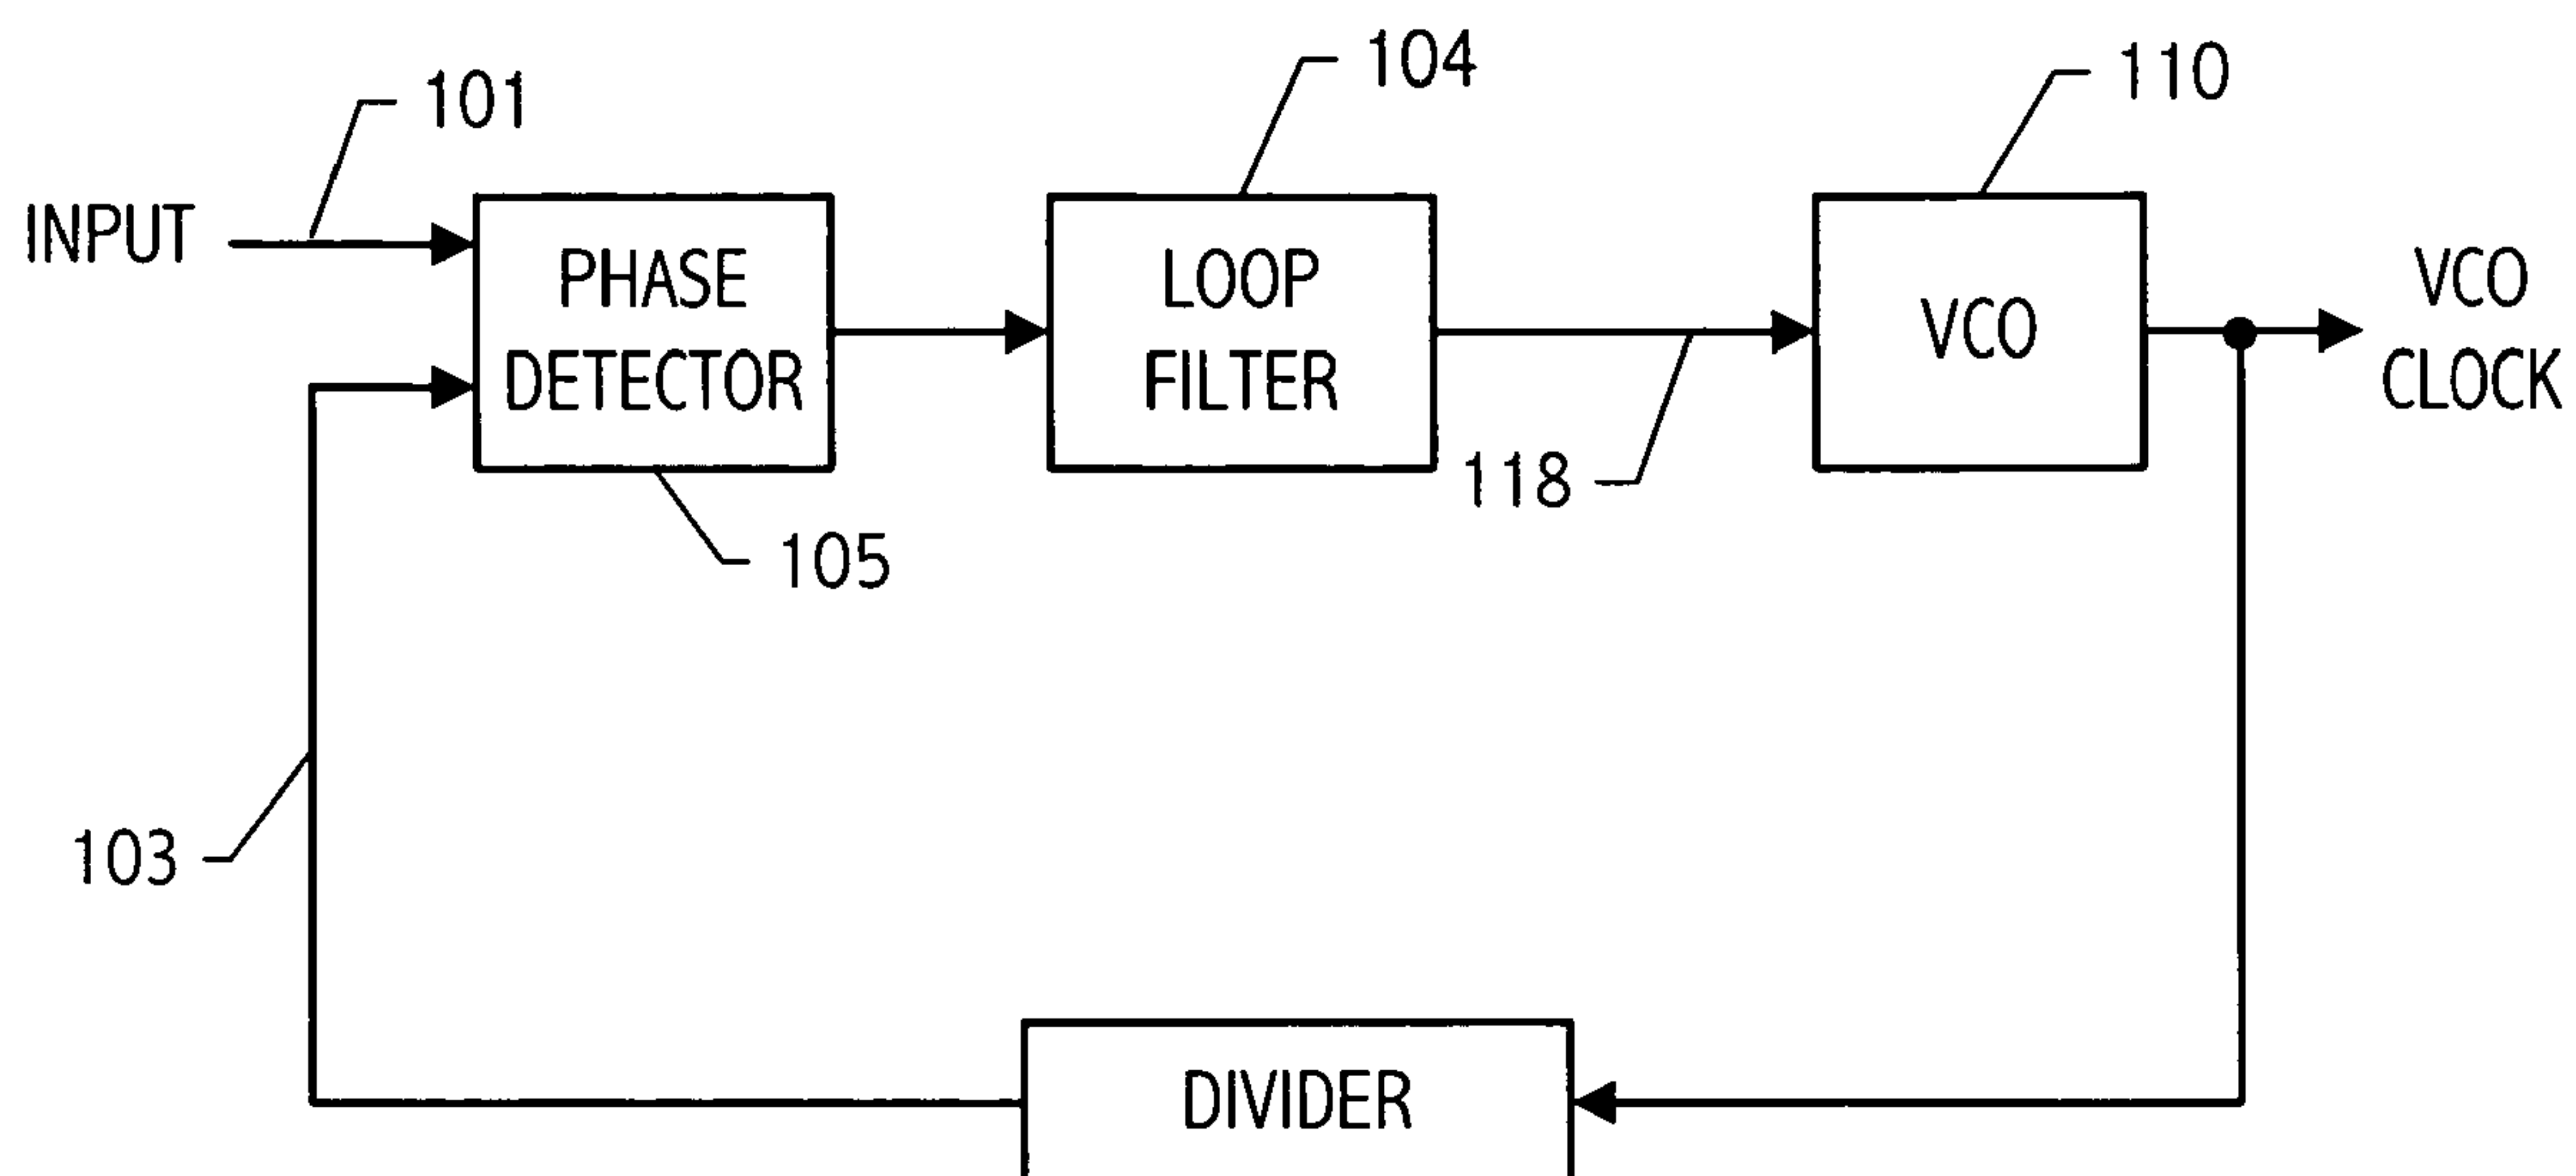 101
104
110
INPUT
PHASE
DETECTOR
LOOP
FILTER
VCO
VCO
CLOCK
118
105
103
DIVIDER